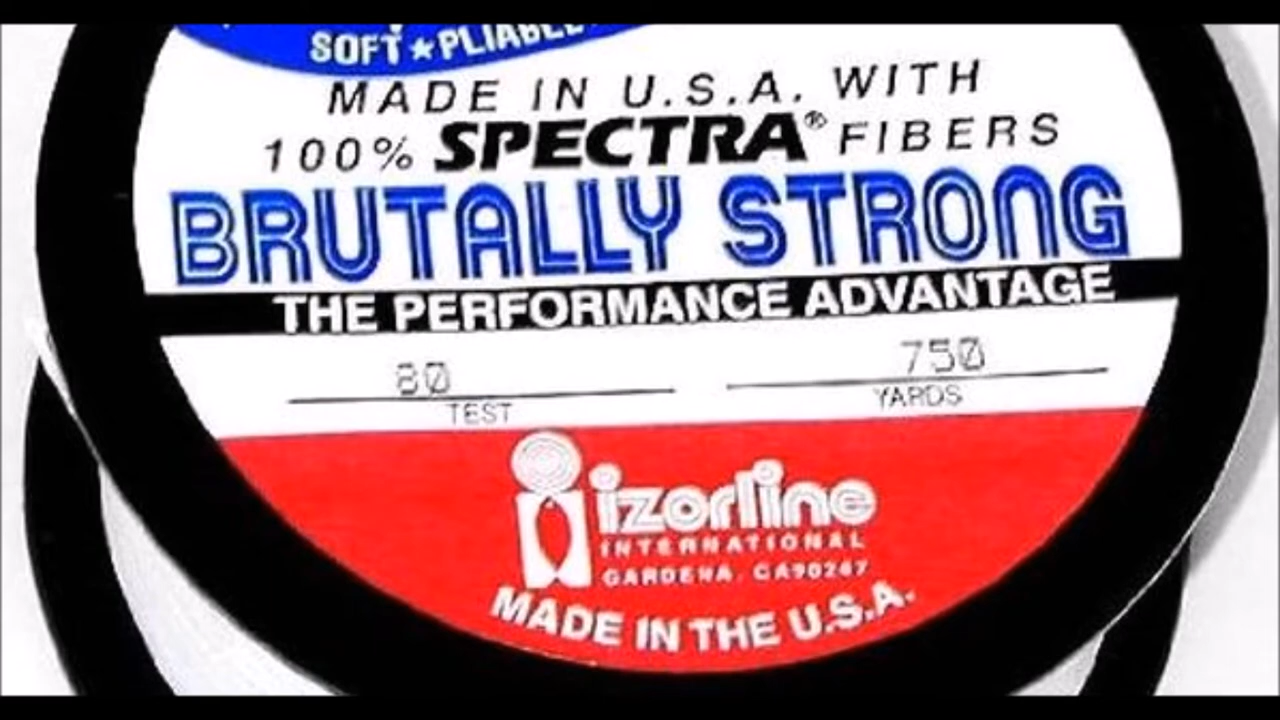 SOFT★PLIABLE
MADE IN U.S.A. WITH
100% SPECTRA® FIBERS
BRUTALLY STRONG
THE PERFORMANCE ADVANTAGE
80 750
TEST YARDS
izorline
INTERNATIONAL
GARDENA, CA90247
MADE IN THE U.S.A.